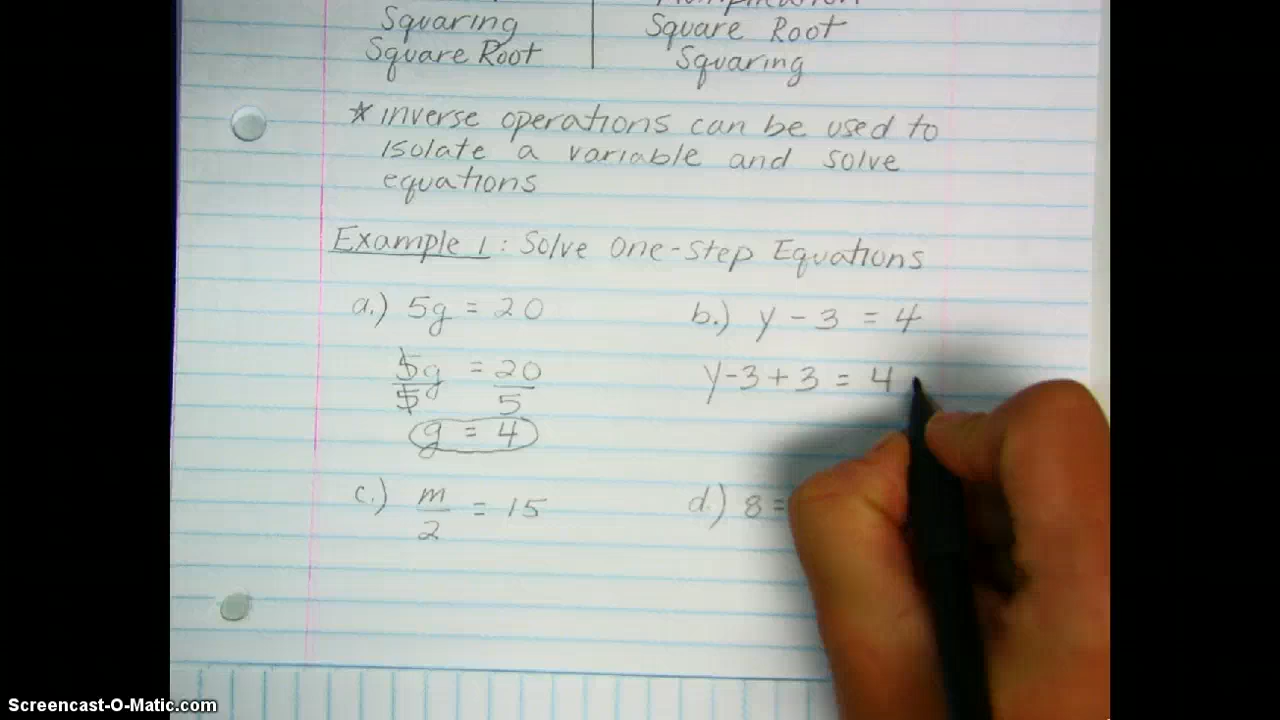 Squaring
Square Root
Square Root
Squaring
* inverse operations can be used to
isolate a variable and solve
equations
Example 1: Solve One-Step Equations
a.) 5g = 20
5g = 20
5 5
g = 4
b.) y - 3 = 4
y - 3 + 3 = 4
c.) m = 15
2
d.) 8 =
Screencast-O-Matic.com